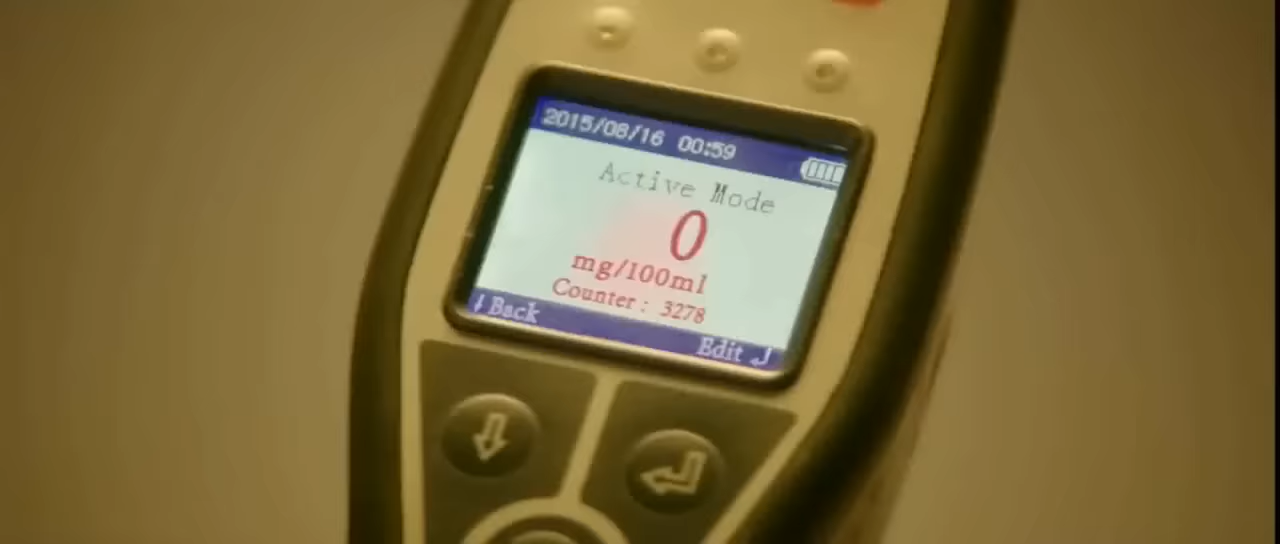 2015/08/16 00:59
Active Mode
0
mg/100ml
Counter : 3278
Back
Edit